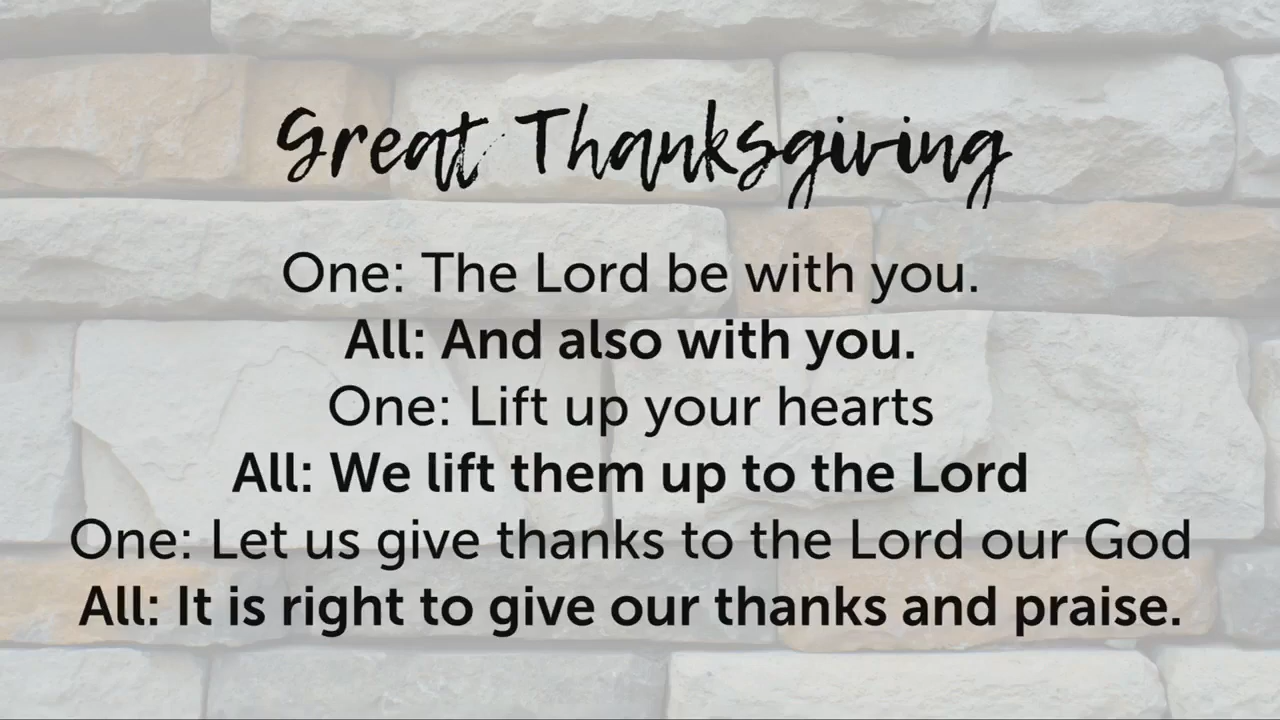 Great Thanksgiving
One: The Lord be with you.
All: And also with you.
One: Lift up your hearts
All: We lift them up to the Lord
One: Let us give thanks to the Lord our God
All: It is right to give our thanks and praise.